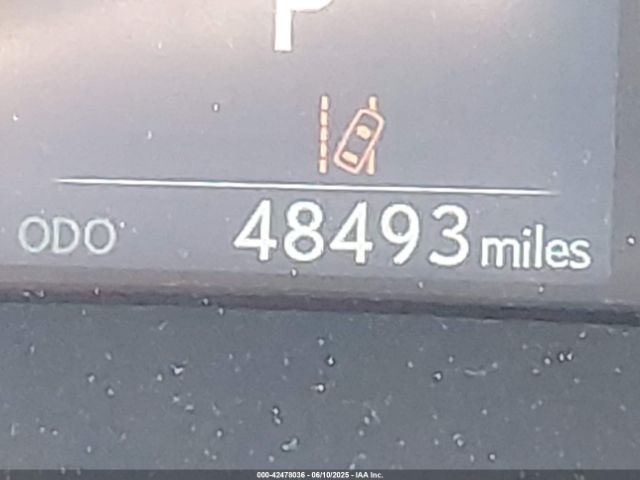 P
ODO 48493 miles
000-42478036 - 06/10/2025 - IAA Inc.